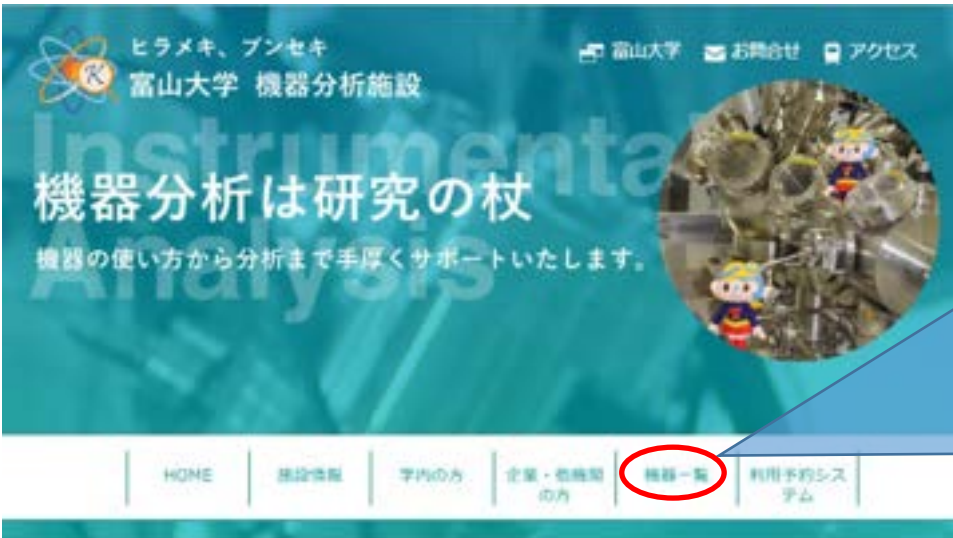 ヒラメキ、ブンセキ
富山大学 機器分析施設
富山大学 お問合せ アクセス
Instrumental
Analysis
機器分析は研究の杖
機器の使い方から分析まで手厚くサポートいたします。
HOME 施設情報 学内の方 企業・他機関の方 機器一覧 利用予約システム